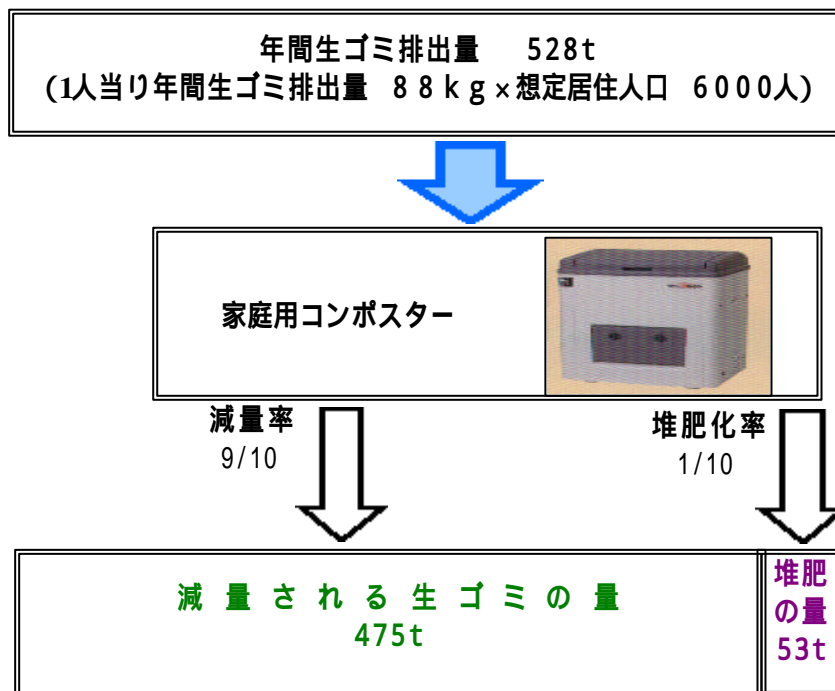 年間生ゴミ排出量　528t
(1人当り年間生ゴミ排出量　８８ｋｇ×想定居住人口　６０００人)
家庭用コンポスター
減量率
9/10
堆肥化率
1/10
減量される生ゴミの量
475t
堆肥
の量
53t